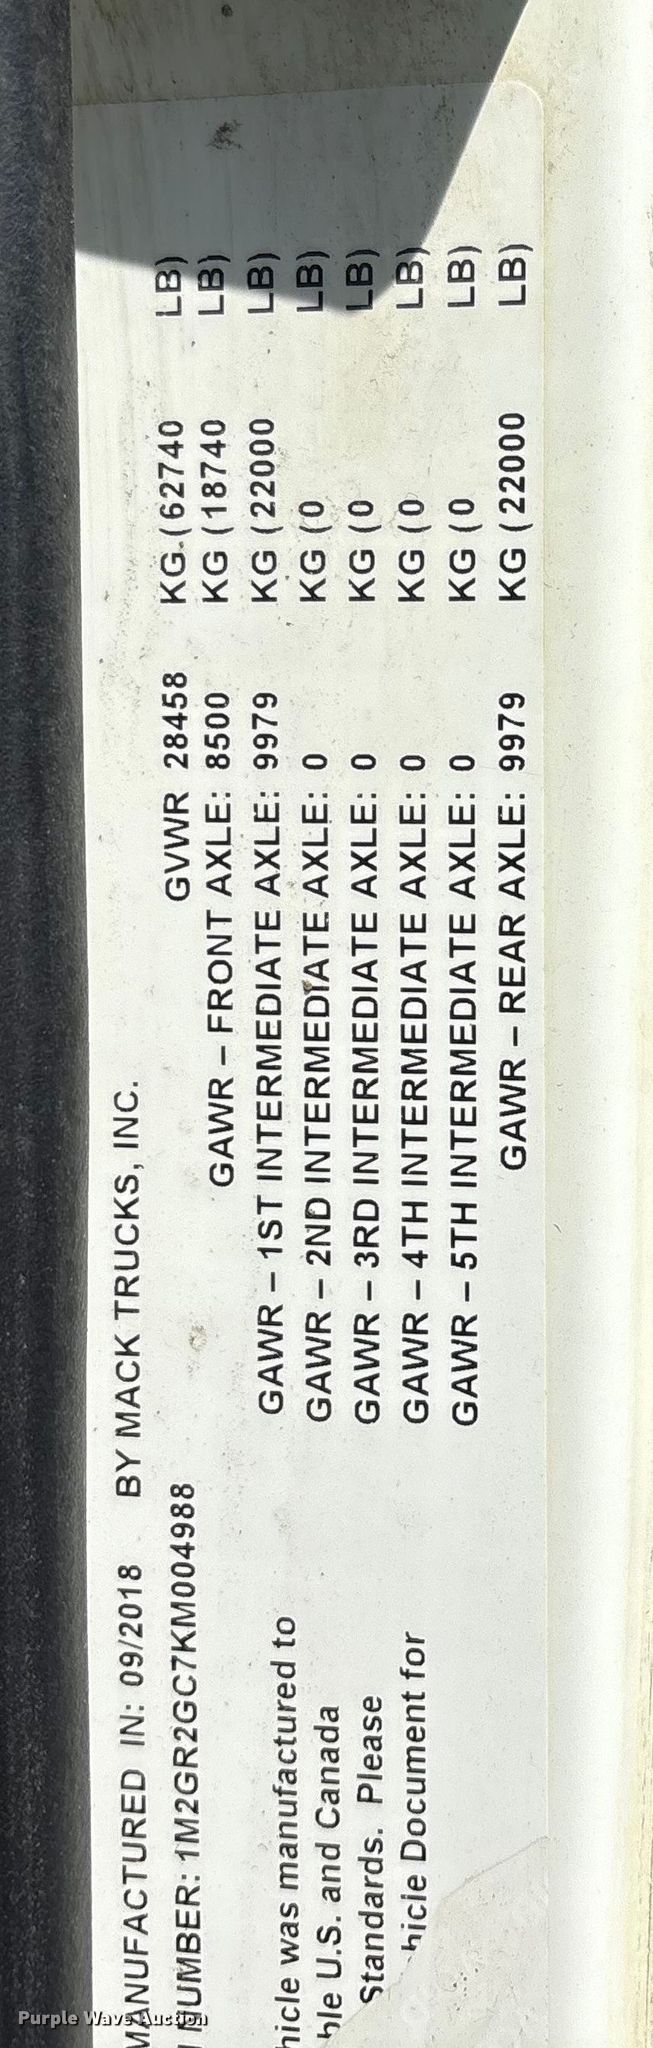 MANUFACTURED IN: 09/2018 BY MACK TRUCKS, INC.
NUMBER: 1M2GR2GC7KM004988
GVWR 28458 KG (62740 LB)
GAWR – FRONT AXLE: 8500 KG (18740 LB)
GAWR – 1ST INTERMEDIATE AXLE: 9979 KG (22000 LB)
GAWR – 2ND INTERMEDIATE AXLE: 0 KG (0 LB)
GAWR – 3RD INTERMEDIATE AXLE: 0 KG (0 LB)
GAWR – 4TH INTERMEDIATE AXLE: 0 KG (0 LB)
GAWR – 5TH INTERMEDIATE AXLE: 0 KG (0 LB)
GAWR – REAR AXLE: 9979 KG (22000 LB)
hicle was manufactured to
ble U.S. and Canada
Standards. Please
hicle Document for
Purple Wave Auction